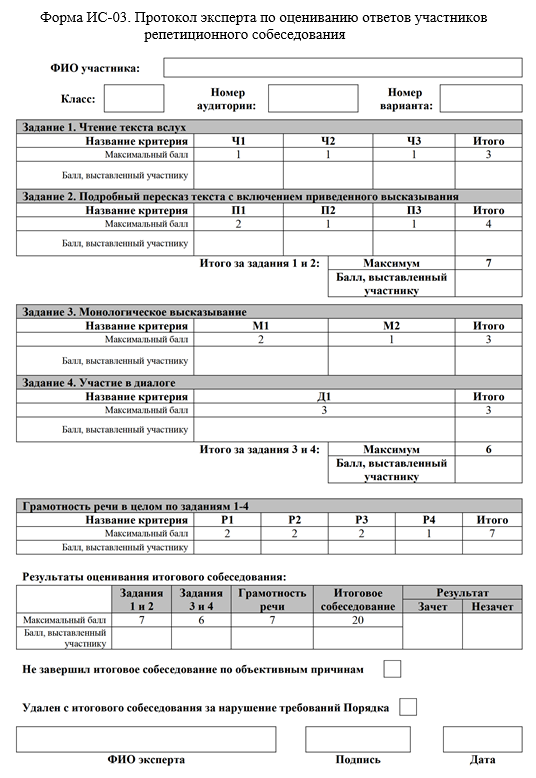 Форма ИС-03. Протокол эксперта по оцениванию ответов участников
репетиционного собеседования
ФИО участника:
Класс: Номер аудитории: Номер варианта:
Задание 1. Чтение текста вслух
Название критерия Ч1 Ч2 Ч3 Итого
Максимальный балл 1 1 1 3
Балл, выставленный участнику
Задание 2. Подробный пересказ текста с включением приведенного высказывания
Название критерия П1 П2 П3 Итого
Максимальный балл 2 1 1 4
Балл, выставленный участнику
Итого за задания 1 и 2: Максимум 7
Балл, выставленный
участнику
Задание 3. Монологическое высказывание
Название критерия М1 М2 Итого
Максимальный балл 2 1 3
Балл, выставленный участнику
Задание 4. Участие в диалоге
Название критерия Д1 Итого
Максимальный балл 3 3
Балл, выставленный участнику
Итого за задания 3 и 4: Максимум 6
Балл, выставленный
участнику
Грамотность речи в целом по заданиям 1-4
Название критерия Р1 Р2 Р3 Р4 Итого
Максимальный балл 2 2 2 1 7
Балл, выставленный участнику
Результаты оценивания итогового собеседования:
Задания 1 и 2 Задания 3 и 4 Грамотность речи Итоговое собеседование Результат
Зачет Незачет
Максимальный балл 7 6 7 20
Балл, выставленный
участнику
Не завершил итоговое собеседование по объективным причинам
Удален с итогового собеседования за нарушение требований Порядка
ФИО эксперта Подпись Дата